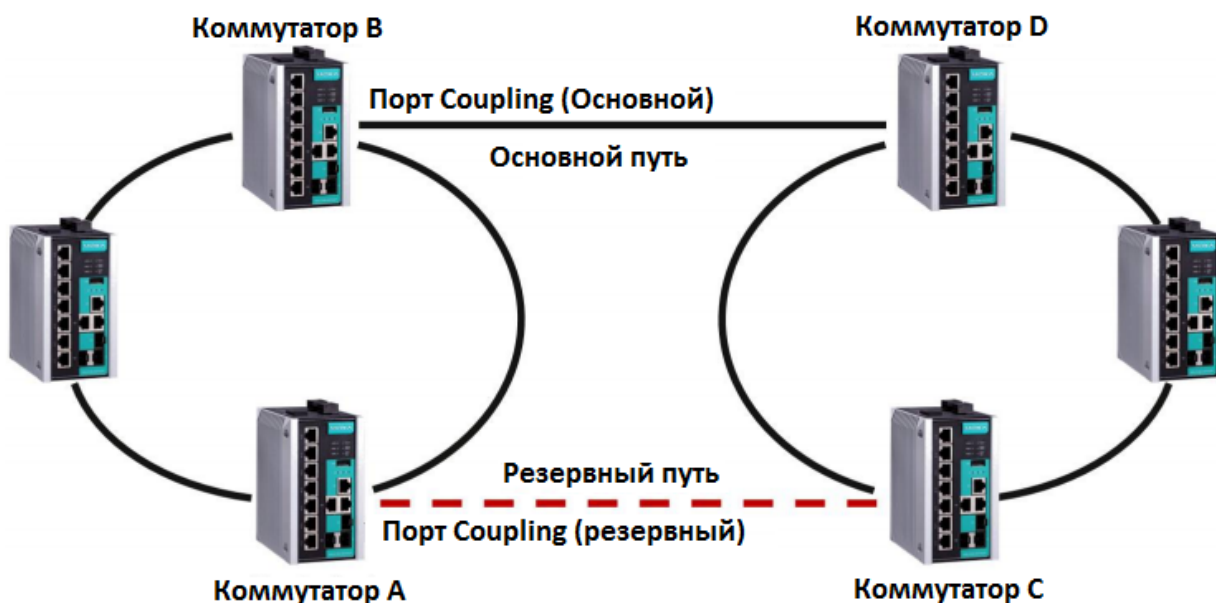 Коммутатор B
Коммутатор D
Порт Coupling (Основной)
Основной путь
Резервный путь
Порт Coupling (резервный)
Коммутатор A
Коммутатор C